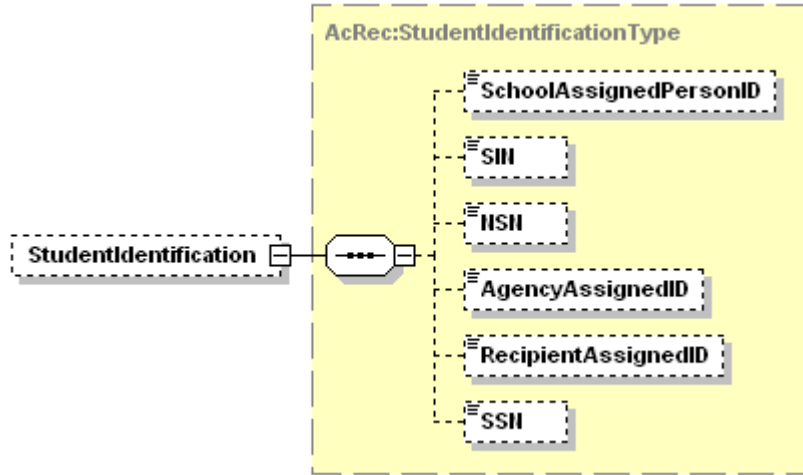 AcRec:StudentIdentificationType
SchoolAssignedPersonID
SIN
NSN
StudentIdentification
AgencyAssignedID
RecipientAssignedID
SSN